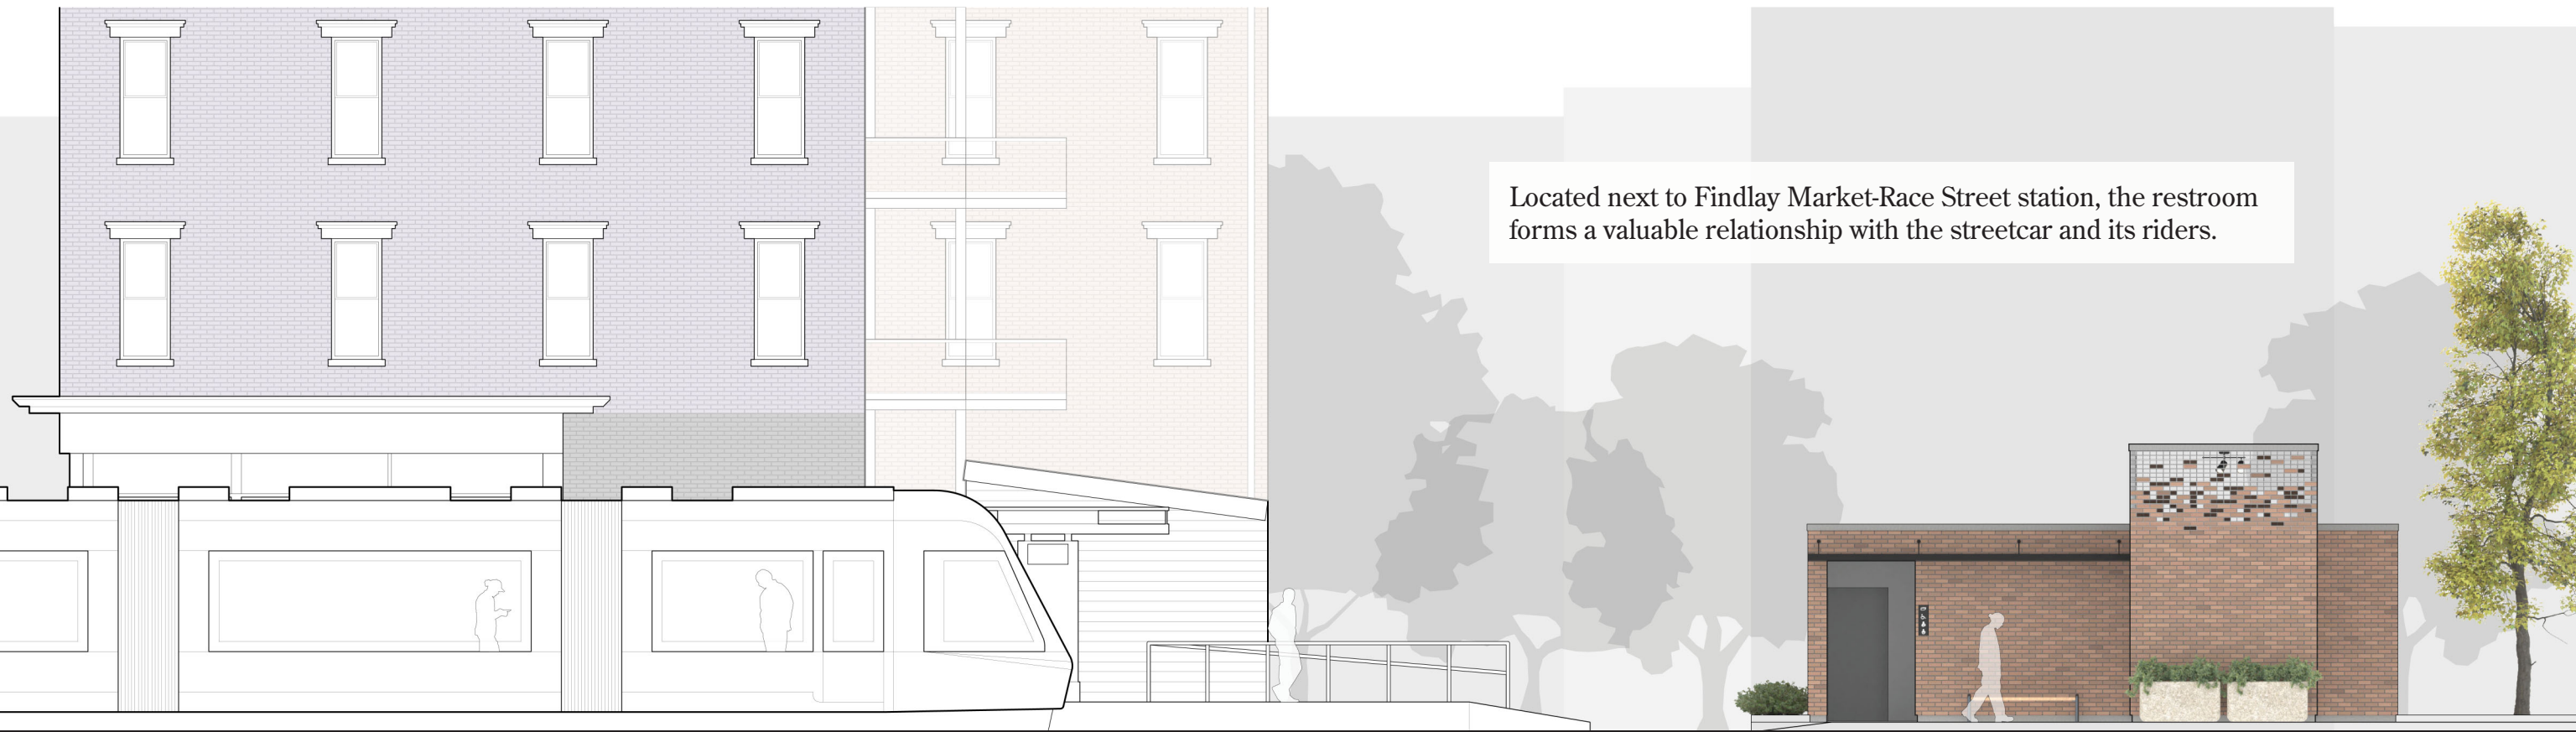 Located next to Findlay Market-Race Street station, the restroom
forms a valuable relationship with the streetcar and its riders.